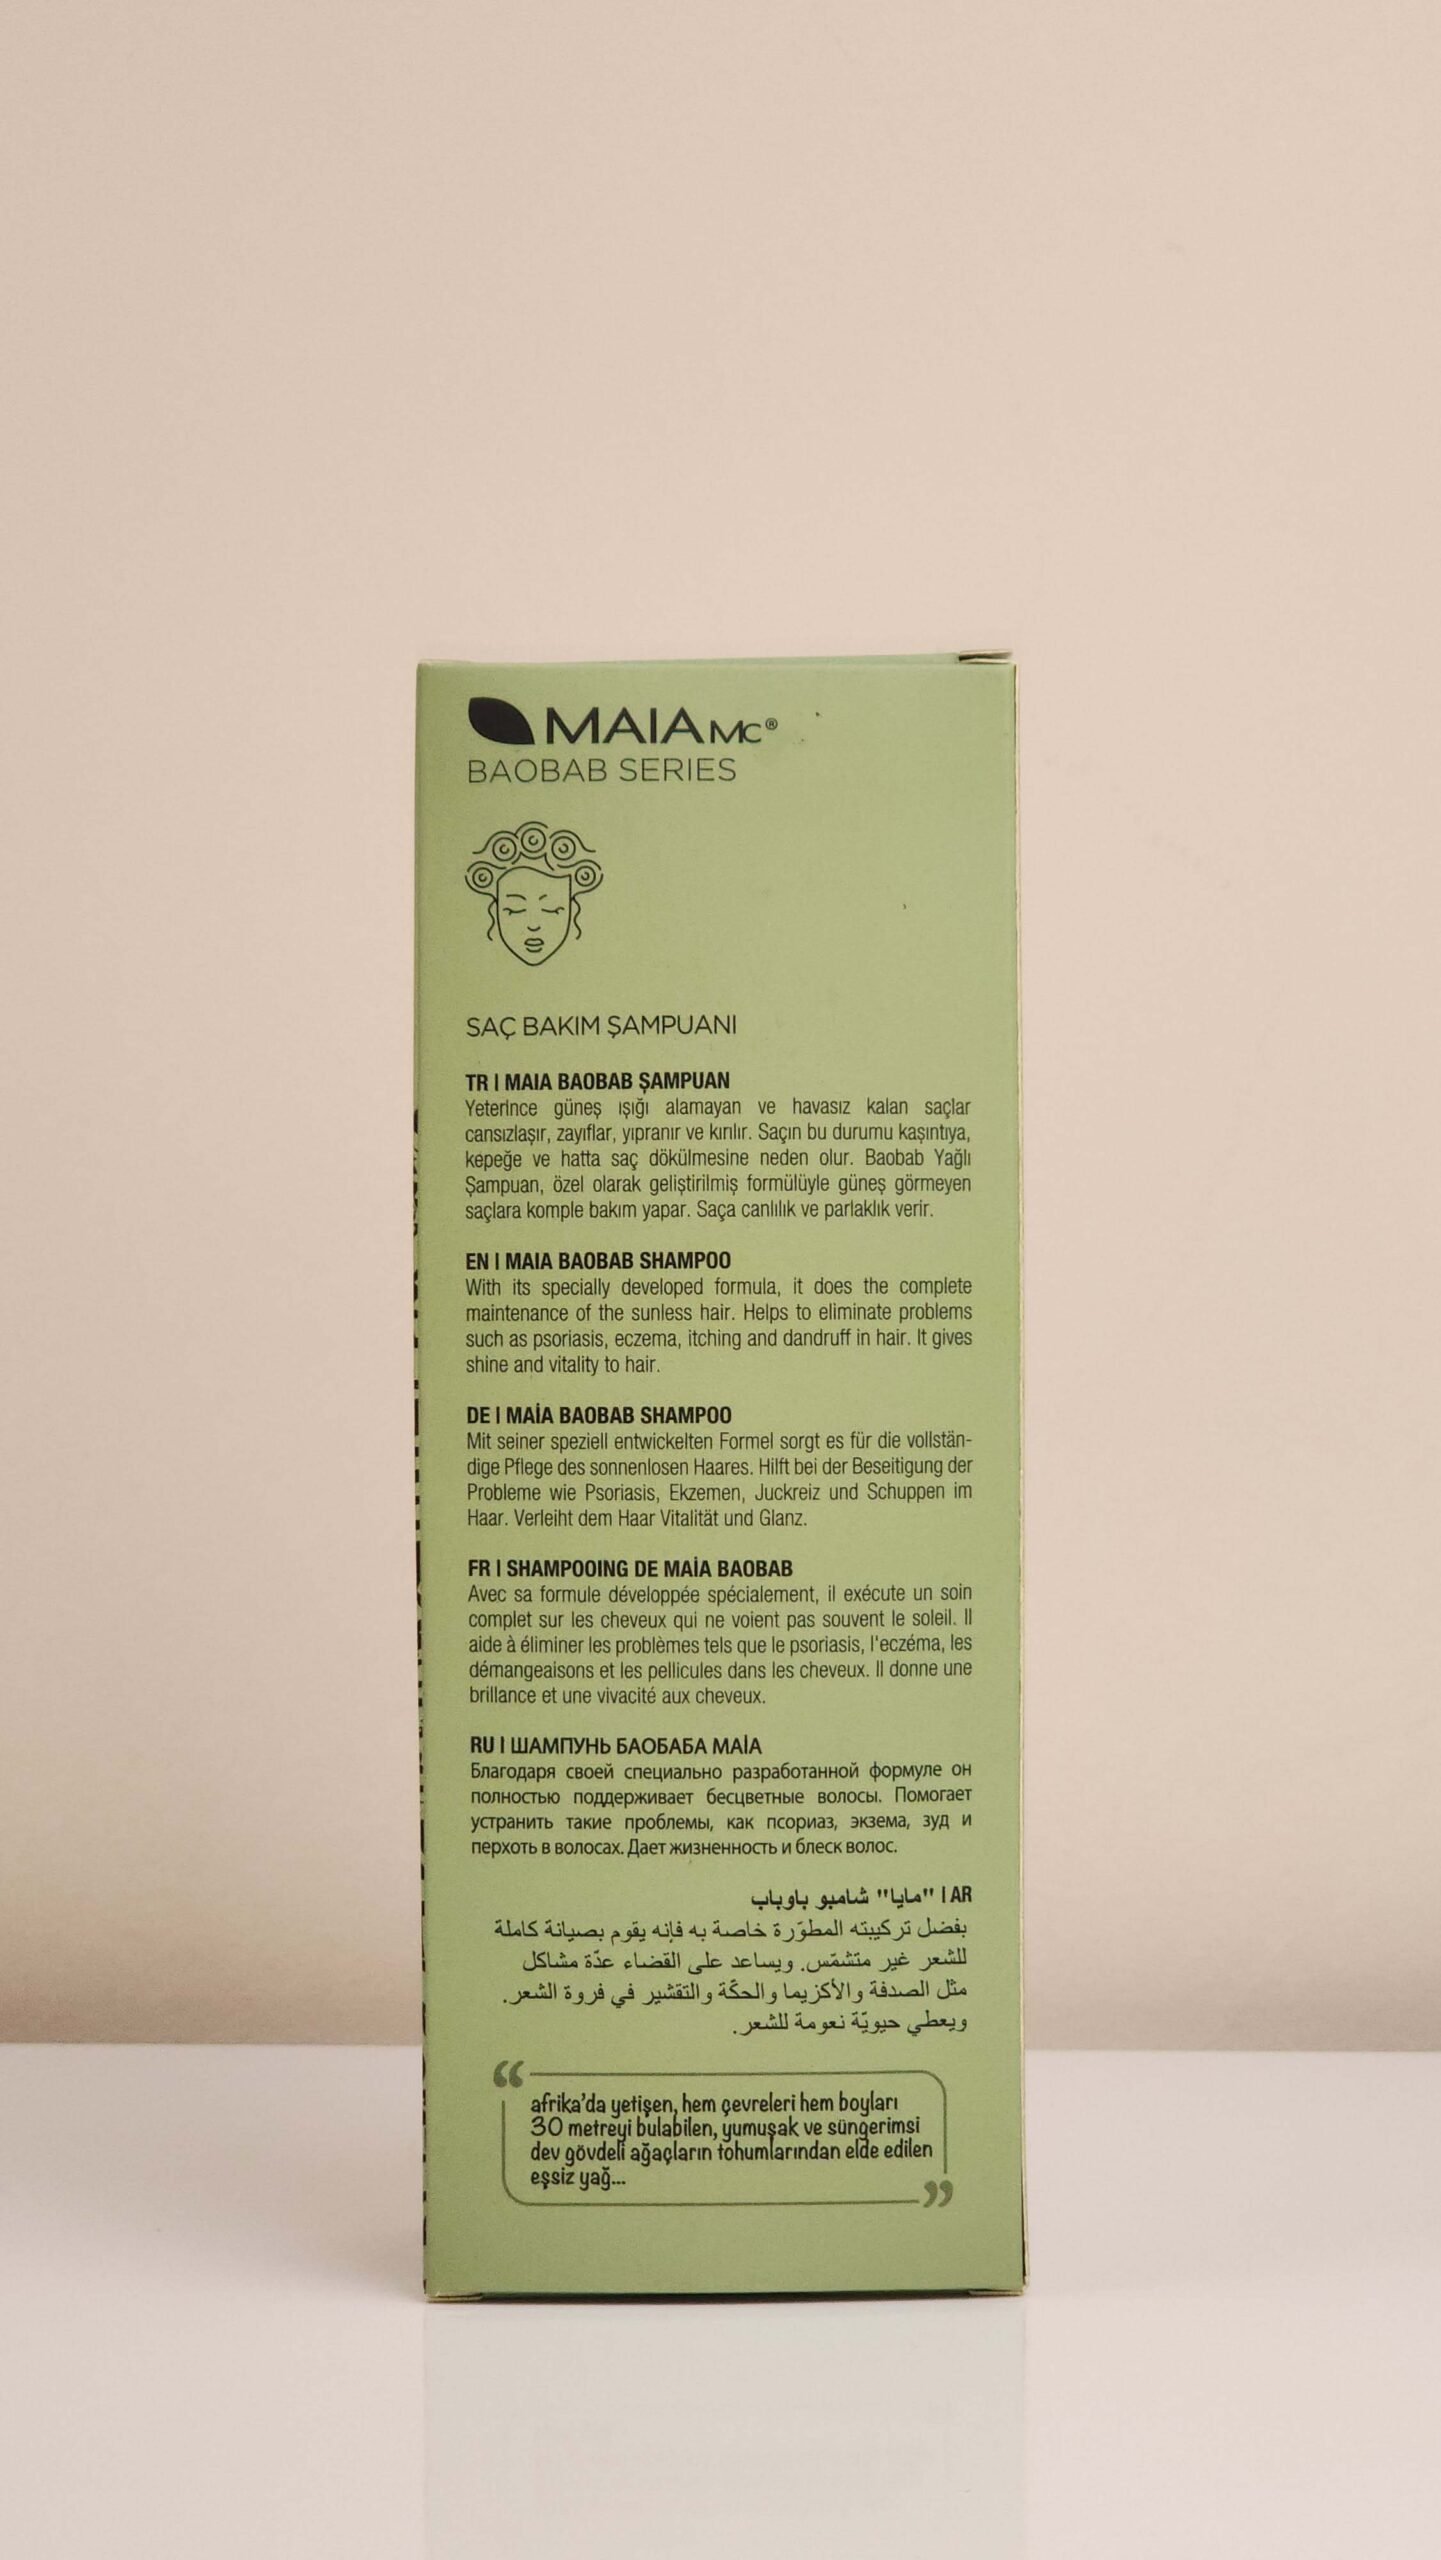 MAIA MC®
BAOBAB SERIES
SAÇ BAKIM ŞAMPUANI
TR | MAIA BAOBAB ŞAMPUAN
Yeterince güneş ışığı alamayan ve havasız kalan saçlar
cansızlaşır, zayıflar, yıpranır ve kırılır. Saçın bu durumu kaşıntıya,
kepeğe ve hatta saç dökülmesine neden olur. Baobab Yağlı
Şampuan, özel olarak geliştirilmiş formülüyle güneş görmeyen
saçlara komple bakım yapar. Saça canlılık ve parlaklık verir.
EN | MAIA BAOBAB SHAMPOO
With its specially developed formula, it does the complete
maintenance of the sunless hair. Helps to eliminate problems
such as psoriasis, eczema, itching and dandruff in hair. It gives
shine and vitality to hair.
DE | MAİA BAOBAB SHAMPOO
Mit seiner speziell entwickelten Formel sorgt es für die vollstän-
dige Pflege des sonnenlosen Haares. Hilft bei der Beseitigung der
Probleme wie Psoriasis, Ekzemen, Juckreiz und Schuppen im
Haar. Verleiht dem Haar Vitalität und Glanz.
FR | SHAMPOOING DE MAİA BAOBAB
Avec sa formule développée spécialement, il exécute un soin
complet sur les cheveux qui ne voient pas souvent le soleil. Il
aide à éliminer les problèmes tels que le psoriasis, l'eczéma, les
démangeaisons et les pellicules dans les cheveux. Il donne une
brillance et une vivacité aux cheveux.
RU | ШАМПУНЬ БАОБАБА MAİA
Благодаря своей специально разработанной формуле он
полностью поддерживает бесцветные волосы. Помогает
устранить такие проблемы, как псориаз, экзема, зуд и
перхоть в волосах. Дает жизненность и блеск волос.
AR | "مايا" شامبو باوباب
بفضل تركيبته المطوّرة خاصة به فإنه يقوم بصيانة كاملة
للشعر غير متشمّس. ويساعد على القضاء عدّة مشاكل
مثل الصدفة والأكزيما والحكّة والتقشير في فروة الشعر.
ويعطي حيويّة نعومة للشعر.
“afrika’da yetişen, hem çevreleri hem boyları
30 metreyi bulabilen, yumuşak ve süngerimsi
dev gövdeli ağaçların tohumlarından elde edilen
eşsiz yağ...”